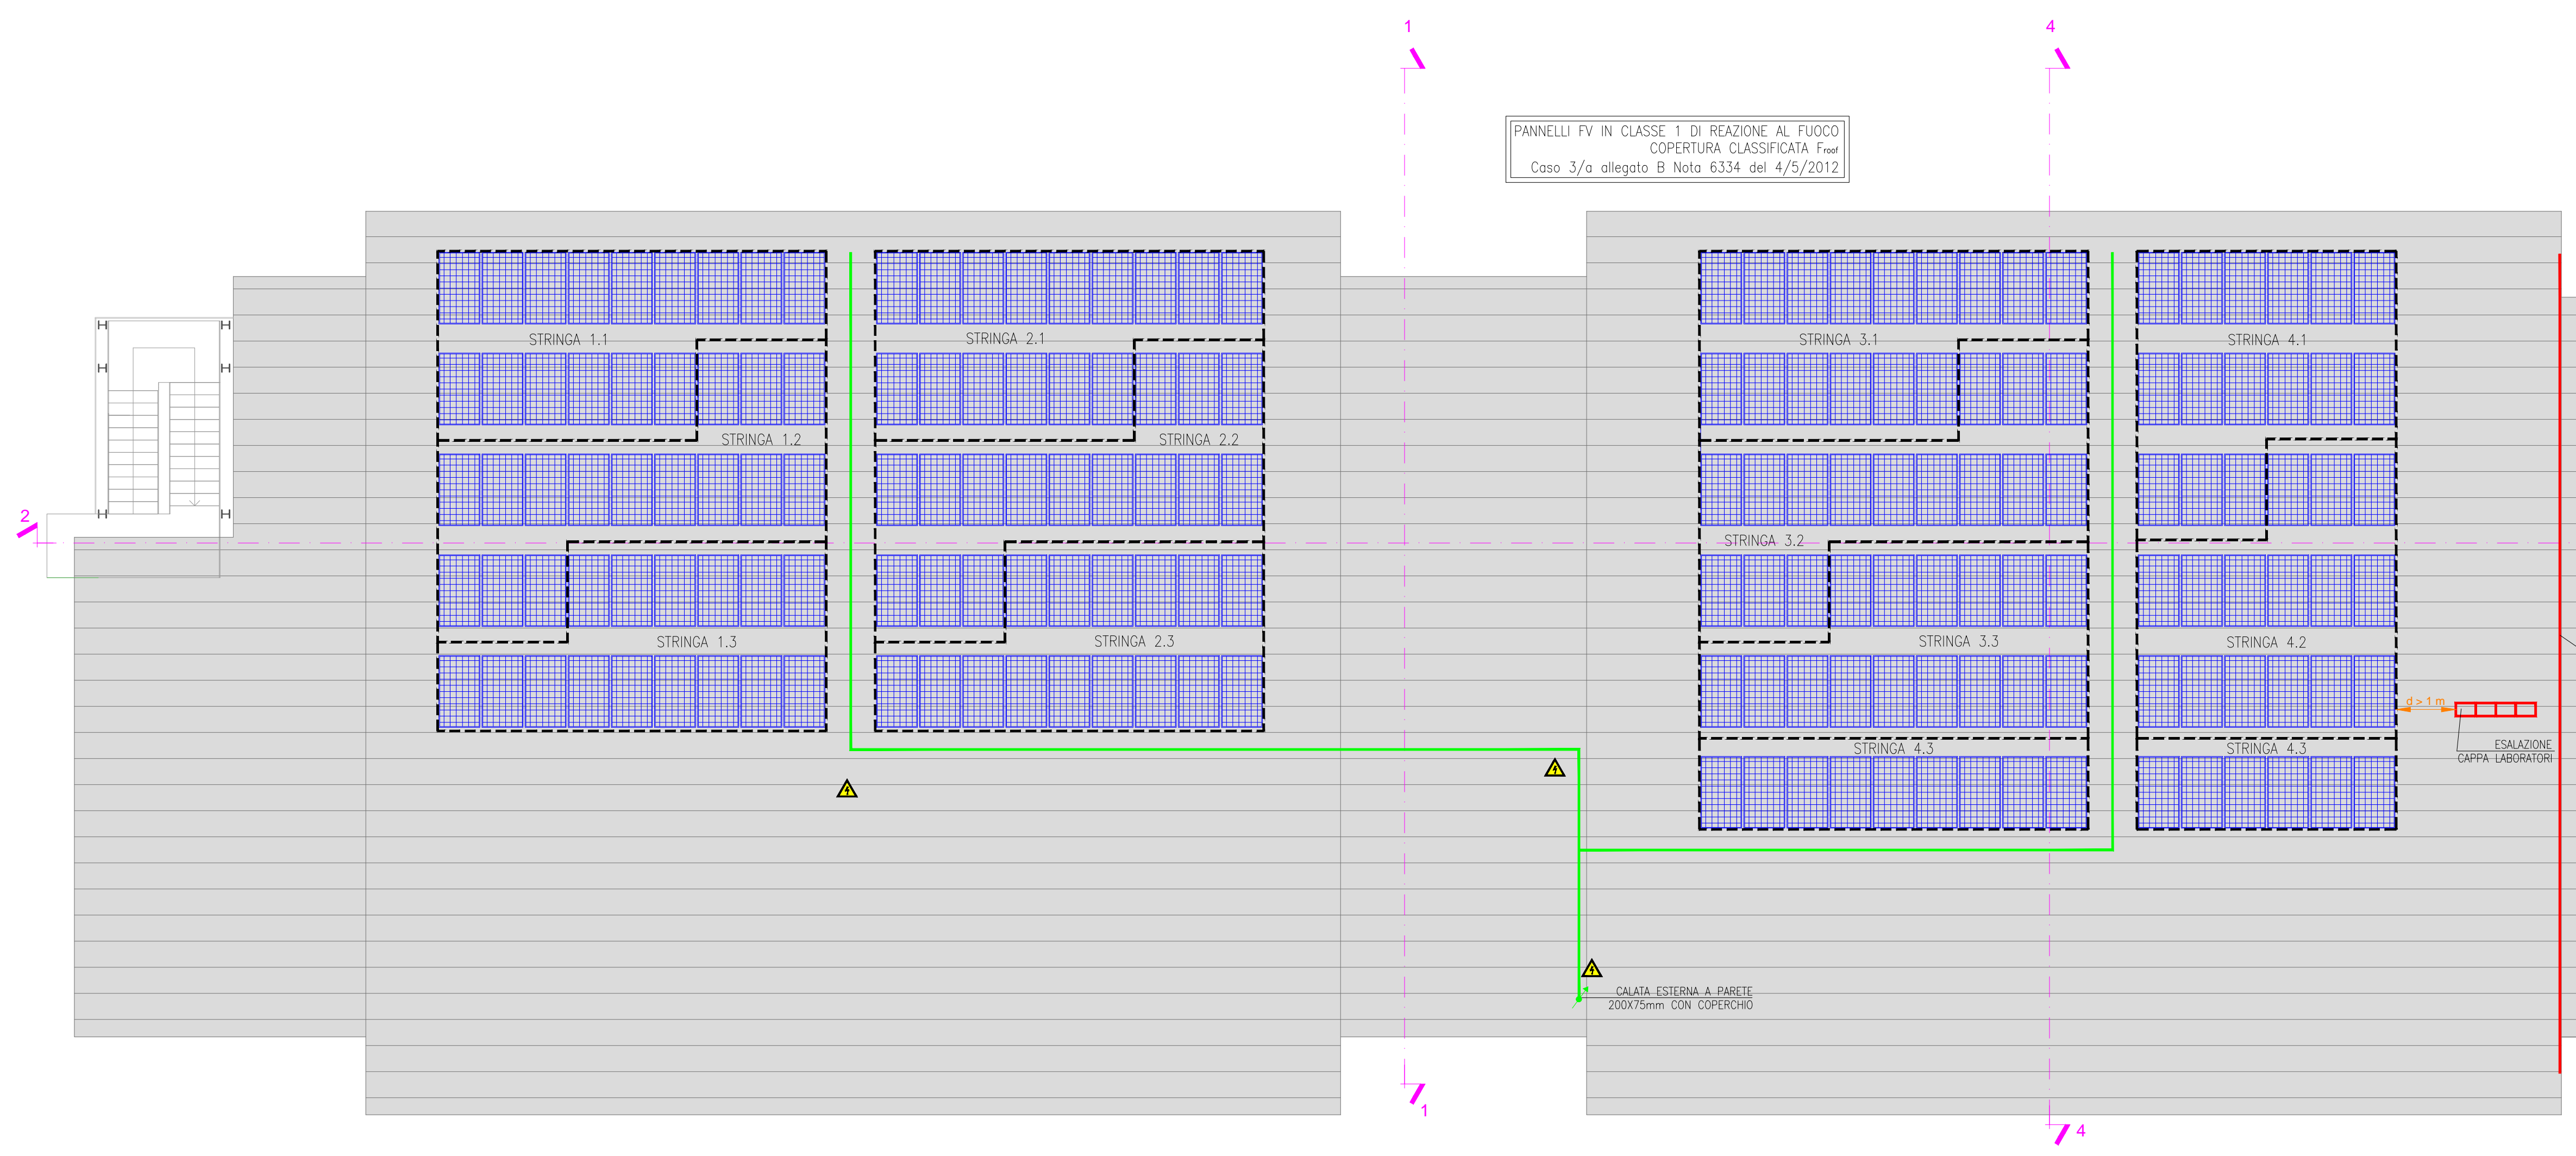 1
4
PANNELLI FV IN CLASSE 1 DI REAZIONE AL FUOCO
COPERTURA CLASSIFICATA Froof
Caso 3/a allegato B Nota 6334 del 4/5/2012
STRINGA 1.1
STRINGA 2.1
STRINGA 3.1
STRINGA 4.1
STRINGA 1.2
STRINGA 2.2
2
STRINGA 3.2
STRINGA 1.3
STRINGA 2.3
STRINGA 3.3
STRINGA 4.2
d > 1 m
STRINGA 4.3
STRINGA 4.3
ESALAZIONE
CAPPA LABORATORI
CALATA ESTERNA A PARETE
200X75mm CON COPERCHIO
1
4